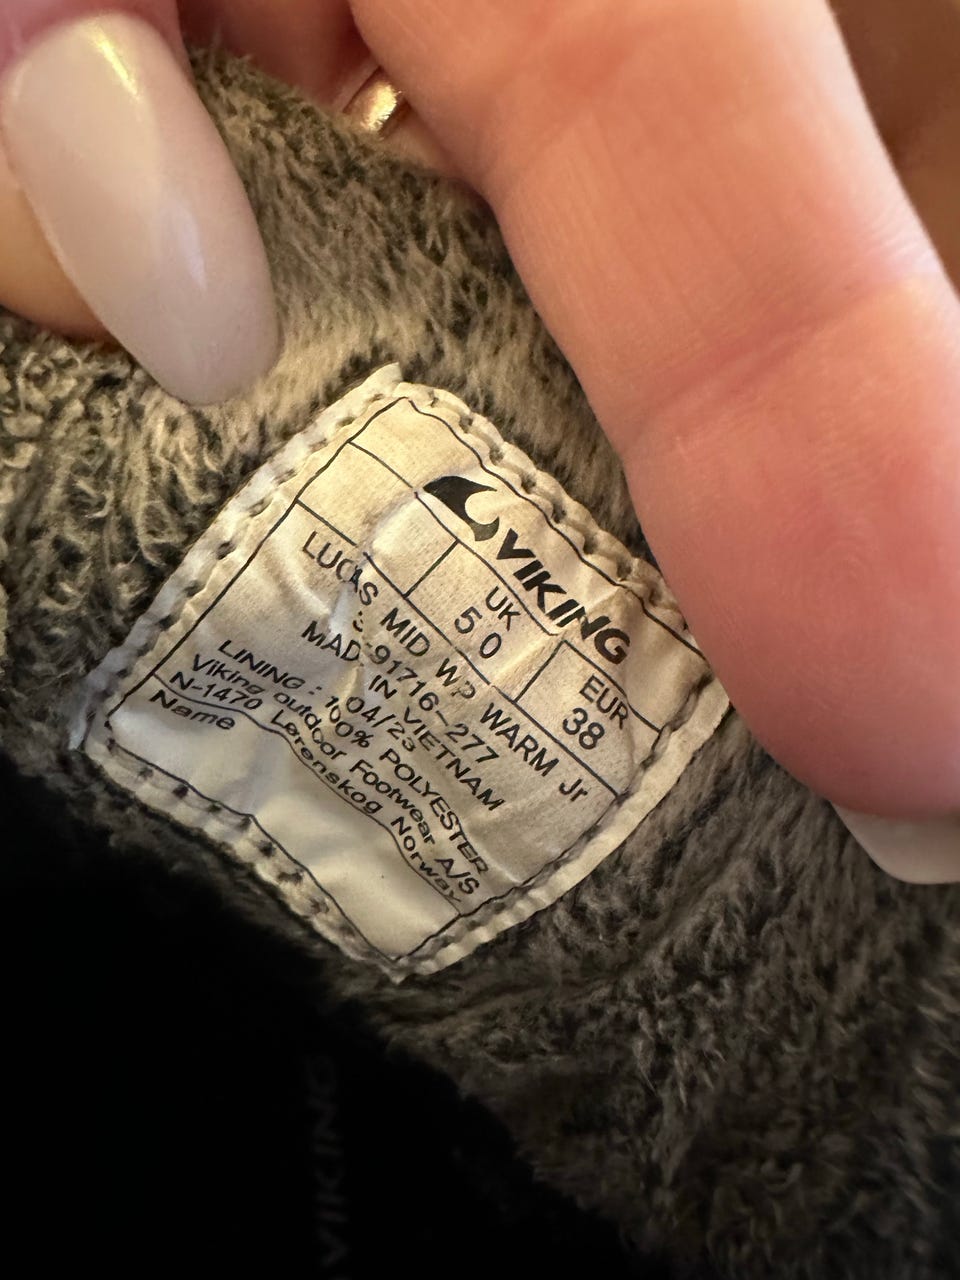 VIKING
UK
5 0
EUR
38
LUCAS MID WP WARM Jr
3-91716-277
MADE IN VIETNAM
04/23
LINING : 100% POLYESTER
Viking outdoor Footwear A/S
N-1470 Lørenskog Norway
Name
VIKING